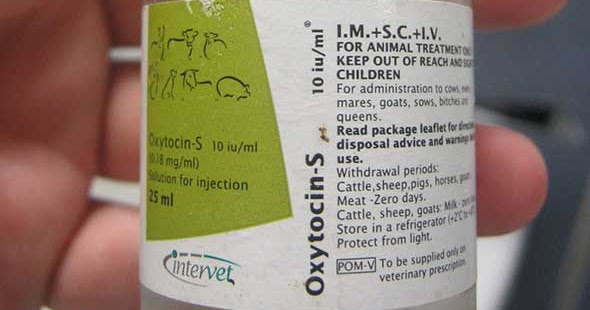 Oxytocin-S 10 iu/ml
(0.18 mg/ml)
Solution for injection
25 ml
intervet
Oxytocin-S 10 iu/ml®
I.M.+S.C.+I.V.
FOR ANIMAL TREATMENT
KEEP OUT OF REACH AND
CHILDREN
For administration to cows,
mares, goats, sows, bitches and
queens.
Read package leaflet for
disposal advice and warnings
use.
Withdrawal periods:
Cattle,sheep,pigs, horses,
Meat -Zero days.
Cattle, sheep, goats: Milk -
Store in a refrigerator (+2°C
Protect from light.
POM-V To be supplied only on
veterinary prescription.